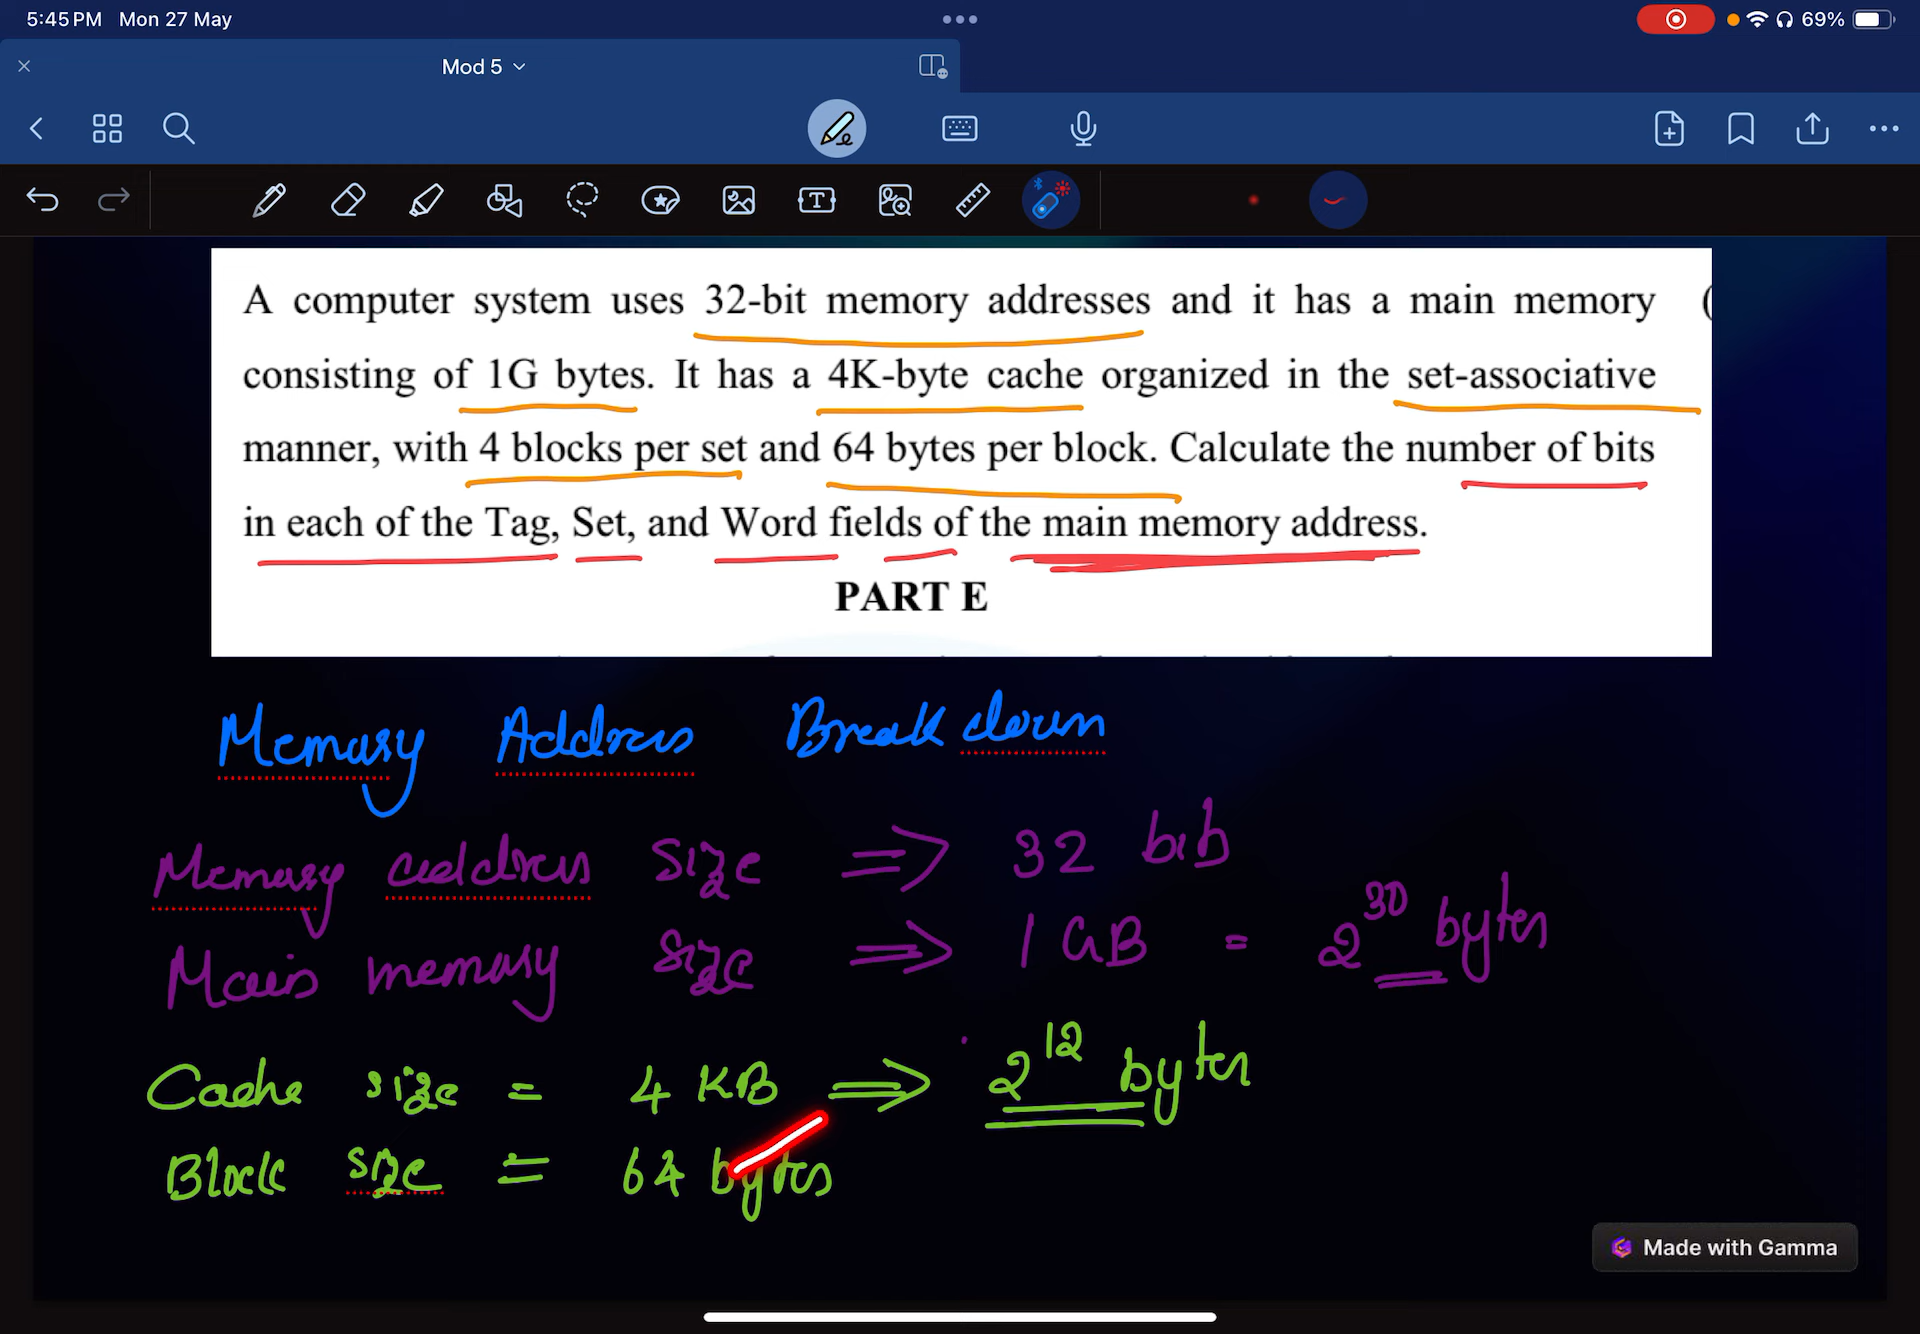 5:45 PM Mon 27 May
69%
Mod 5
A computer system uses 32-bit memory addresses and it has a main memory (
consisting of 1G bytes. It has a 4K-byte cache organized in the set-associative
manner, with 4 blocks per set and 64 bytes per block. Calculate the number of bits
in each of the Tag, Set, and Word fields of the main memory address.
PART E
Memory Address Break down
Memory address size => 32 bits
Main memory size => 1 GB = 2^30 bytes
Cache size = 4 KB => 2^12 bytes
Block size = 64 bytes
Made with Gamma